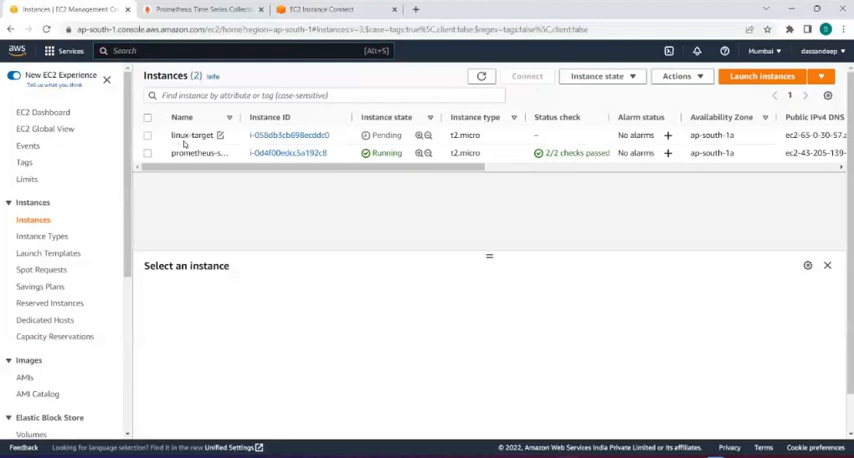 Instances | EC2 Management Co
Prometheus Time Series Collecti
EC2 Instance Connect
ap-south-1.console.aws.amazon.com/ec2/home?region=ap-south-1#Instances:v=3;$case=tags:true%5C,client:false;$regex=tags:false%5C,client:false
aws
Services
Search
[Alt+S]
Mumbai
dassandeep
New EC2 Experience
Tell us what you think
EC2 Dashboard
EC2 Global View
Events
Tags
Limits
Instances
Instances
Instance Types
Launch Templates
Spot Requests
Savings Plans
Reserved Instances
Dedicated Hosts
Capacity Reservations
Images
AMIs
AMI Catalog
Elastic Block Store
Volumes
Instances (2) Info
Connect
Instance state
Actions
Launch instances
Find instance by attribute or tag (case-sensitive)
1
Name Instance ID Instance state Instance type Status check Alarm status Availability Zone Public IPv4 DNS
linux-target i-058db3cb698ecddc0 Pending t2.micro – No alarms + ap-south-1a ec2-65-0-30-57.a
prometheus-s... i-0d4f00edcc5a192c8 Running t2.micro 2/2 checks passed No alarms + ap-south-1a ec2-43-205-139-
Select an instance
Feedback
Looking for language selection? Find it in the new Unified Settings
© 2022, Amazon Web Services India Private Limited or its affiliates.
Privacy
Terms
Cookie preferences